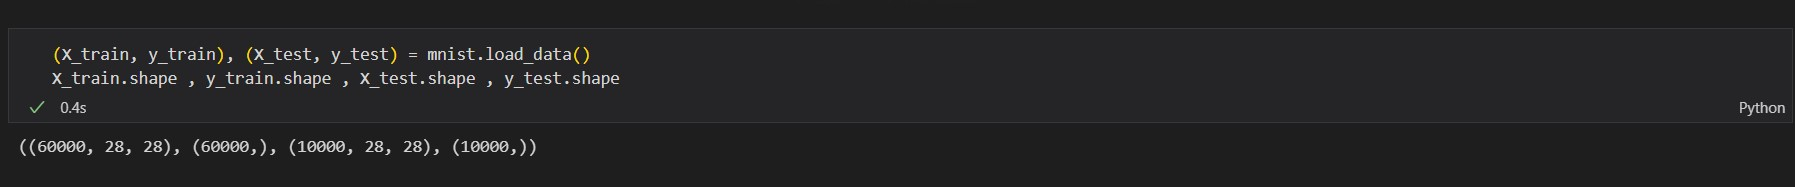 (X_train, y_train), (X_test, y_test) = mnist.load_data()
X_train.shape , y_train.shape , X_test.shape , y_test.shape
0.4s
Python
((60000, 28, 28), (60000,), (10000, 28, 28), (10000,))